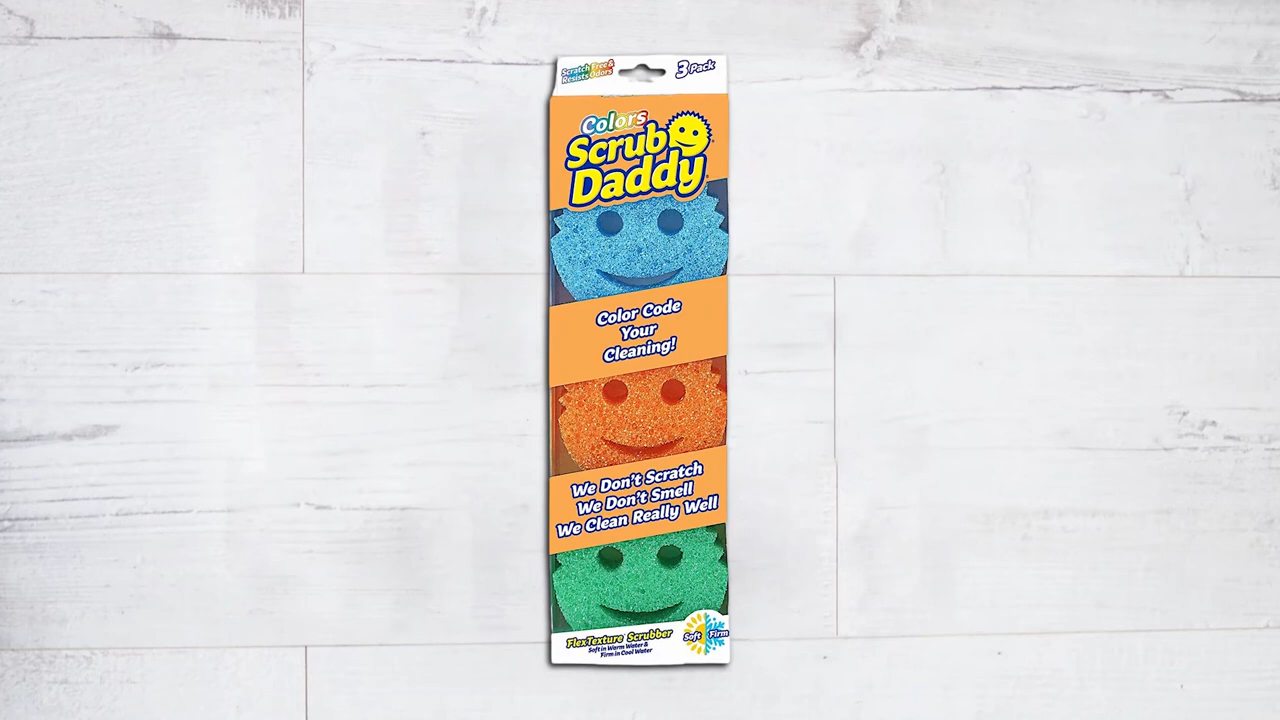 Scratch Free &
Resists Odors
3 Pack
Colors
Scrub
Daddy
Color Code
Your
Cleaning!
We Don't Scratch
We Don't Smell
We Clean Really Well
FlexTexture Scrubber
Soft in Warm Water &
Firm in Cool Water
Soft Firm